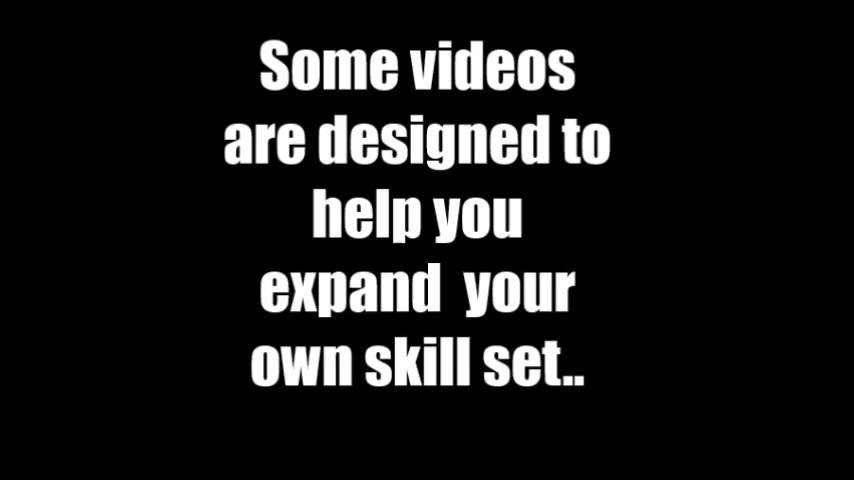 Some videos
are designed to
help you
expand  your
own skill set..